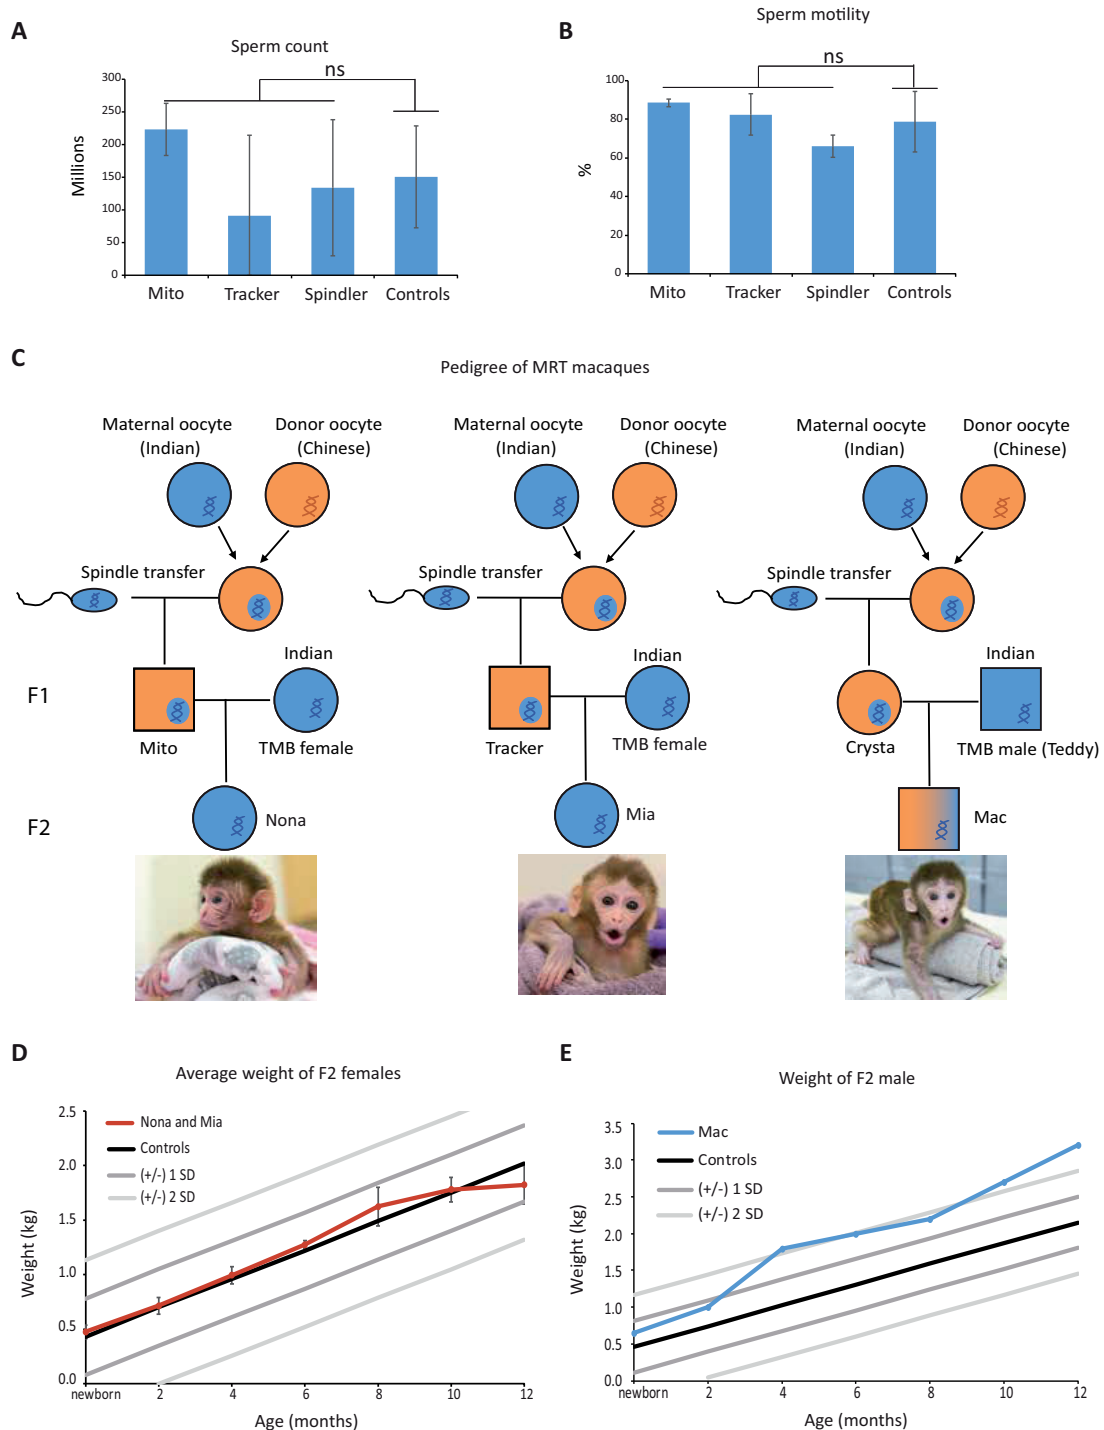 A
Sperm count
ns
Millions
300
250
200
150
100
50
0
Mito Tracker Spindler Controls
B
Sperm motility
ns
%
100
80
60
40
20
0
Mito Tracker Spindler Controls
C
Pedigree of MRT macaques
Maternal oocyte
(Indian)
Donor oocyte
(Chinese)
Maternal oocyte
(Indian)
Donor oocyte
(Chinese)
Maternal oocyte
(Indian)
Donor oocyte
(Chinese)
Spindle transfer
Spindle transfer
Spindle transfer
F1
Mito
Indian
TMB female
Tracker
Indian
TMB female
Crysta
Indian
TMB male (Teddy)
F2
Nona
Mia
Mac
D
Average weight of F2 females
Nona and Mia
Controls
(+/-) 1 SD
(+/-) 2 SD
Weight (kg)
2.5
2.0
1.5
1.0
0.5
0.0
newborn 2 4 6 8 10 12
Age (months)
E
Weight of F2 male
Mac
Controls
(+/-) 1 SD
(+/-) 2 SD
Weight (kg)
3.5
3.0
2.5
2.0
1.5
1.0
0.5
0.0
newborn 2 4 6 8 10 12
Age (months)